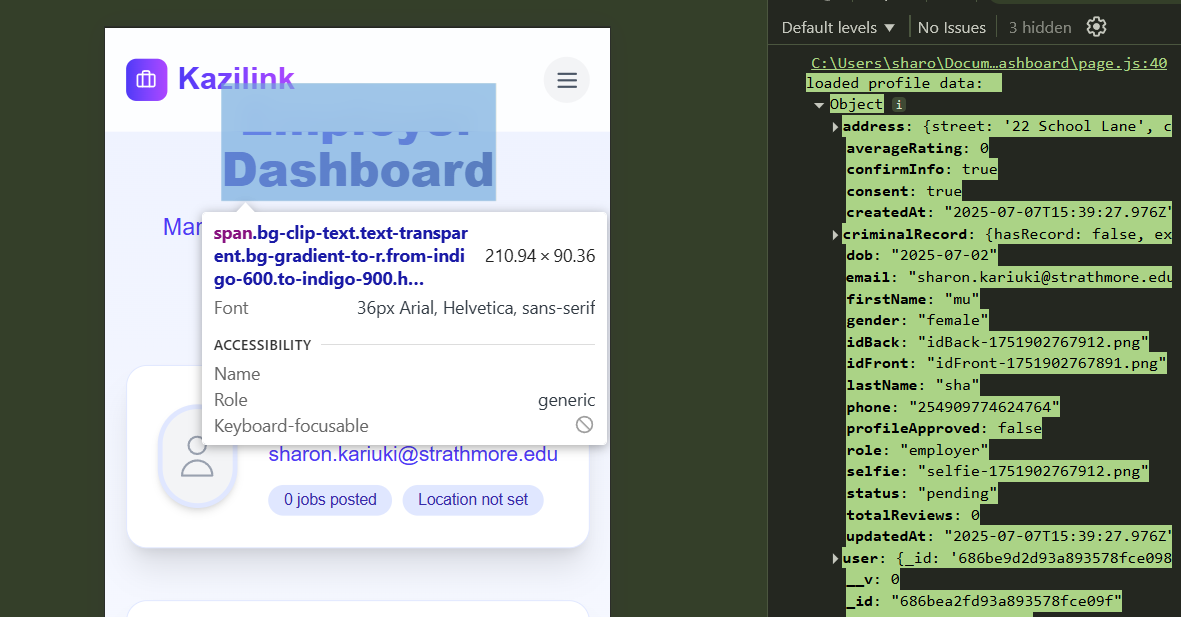 Default levels ▼ No Issues 3 hidden
C:\Users\sharo\Docum…ashboard\page.js:40
loaded profile data:
Object i
address: {street: '22 School Lane', c
averageRating: 0
confirmInfo: true
consent: true
createdAt: "2025-07-07T15:39:27.976Z"
criminalRecord: {hasRecord: false, ex
dob: "2025-07-02"
email: "sharon.kariuki@strathmore.edu
firstName: "mu"
gender: "female"
idBack: "idBack-1751902767912.png"
idFront: "idFront-1751902767891.png"
lastName: "sha"
phone: "254909774624764"
profileApproved: false
role: "employer"
selfie: "selfie-1751902767912.png"
status: "pending"
totalReviews: 0
updatedAt: "2025-07-07T15:39:27.976Z"
user: {_id: '686be9d2d93a893578fce098
__v: 0
_id: "686bea2fd93a893578fce09f"
Kazilink
Employer
Dashboard
Mar
span.bg-clip-text.text-transpar
ent.bg-gradient-to-r.from-indi
go-600.to-indigo-900.h… 210.94 × 90.36
Font 36px Arial, Helvetica, sans-serif
ACCESSIBILITY
Name
Role generic
Keyboard-focusable
sharon.kariuki@strathmore.edu
0 jobs posted Location not set